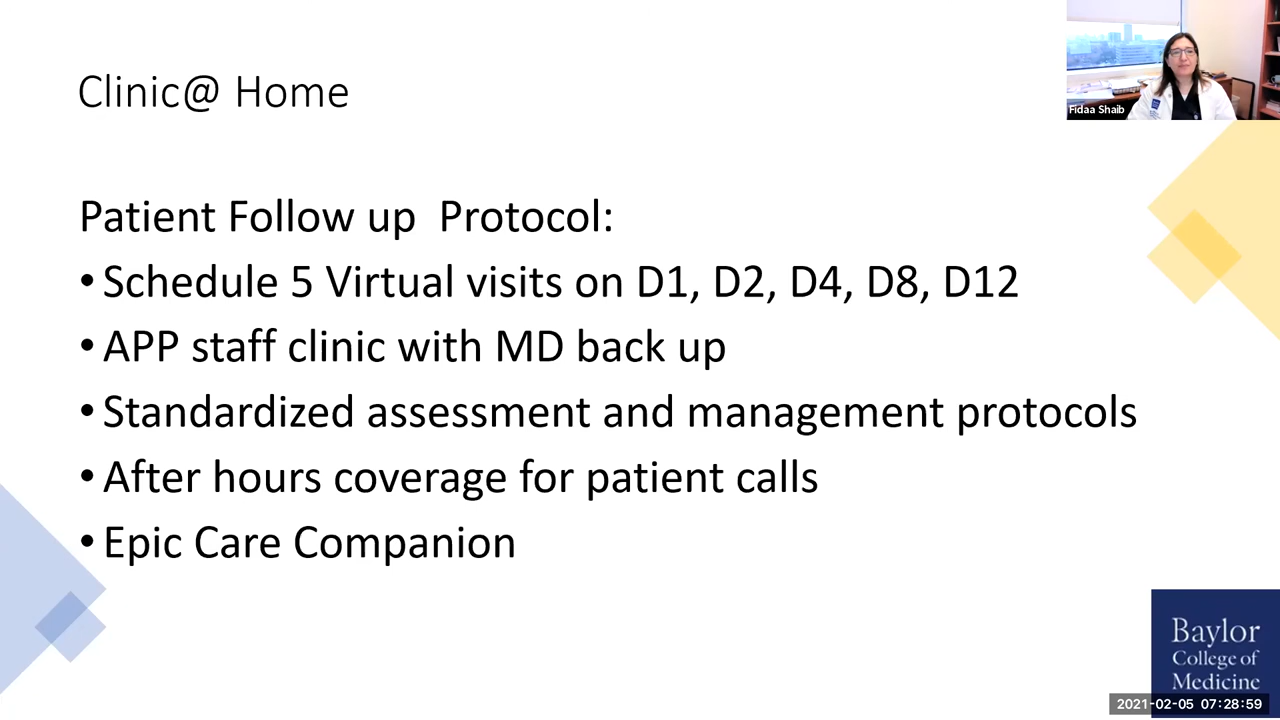 Clinic@ Home
Fidaa Shaib
Patient Follow up  Protocol:
• Schedule 5 Virtual visits on D1, D2, D4, D8, D12
• APP staff clinic with MD back up
• Standardized assessment and management protocols
• After hours coverage for patient calls
• Epic Care Companion
Baylor
College of
Medicine
2021-02-05 07:28:59